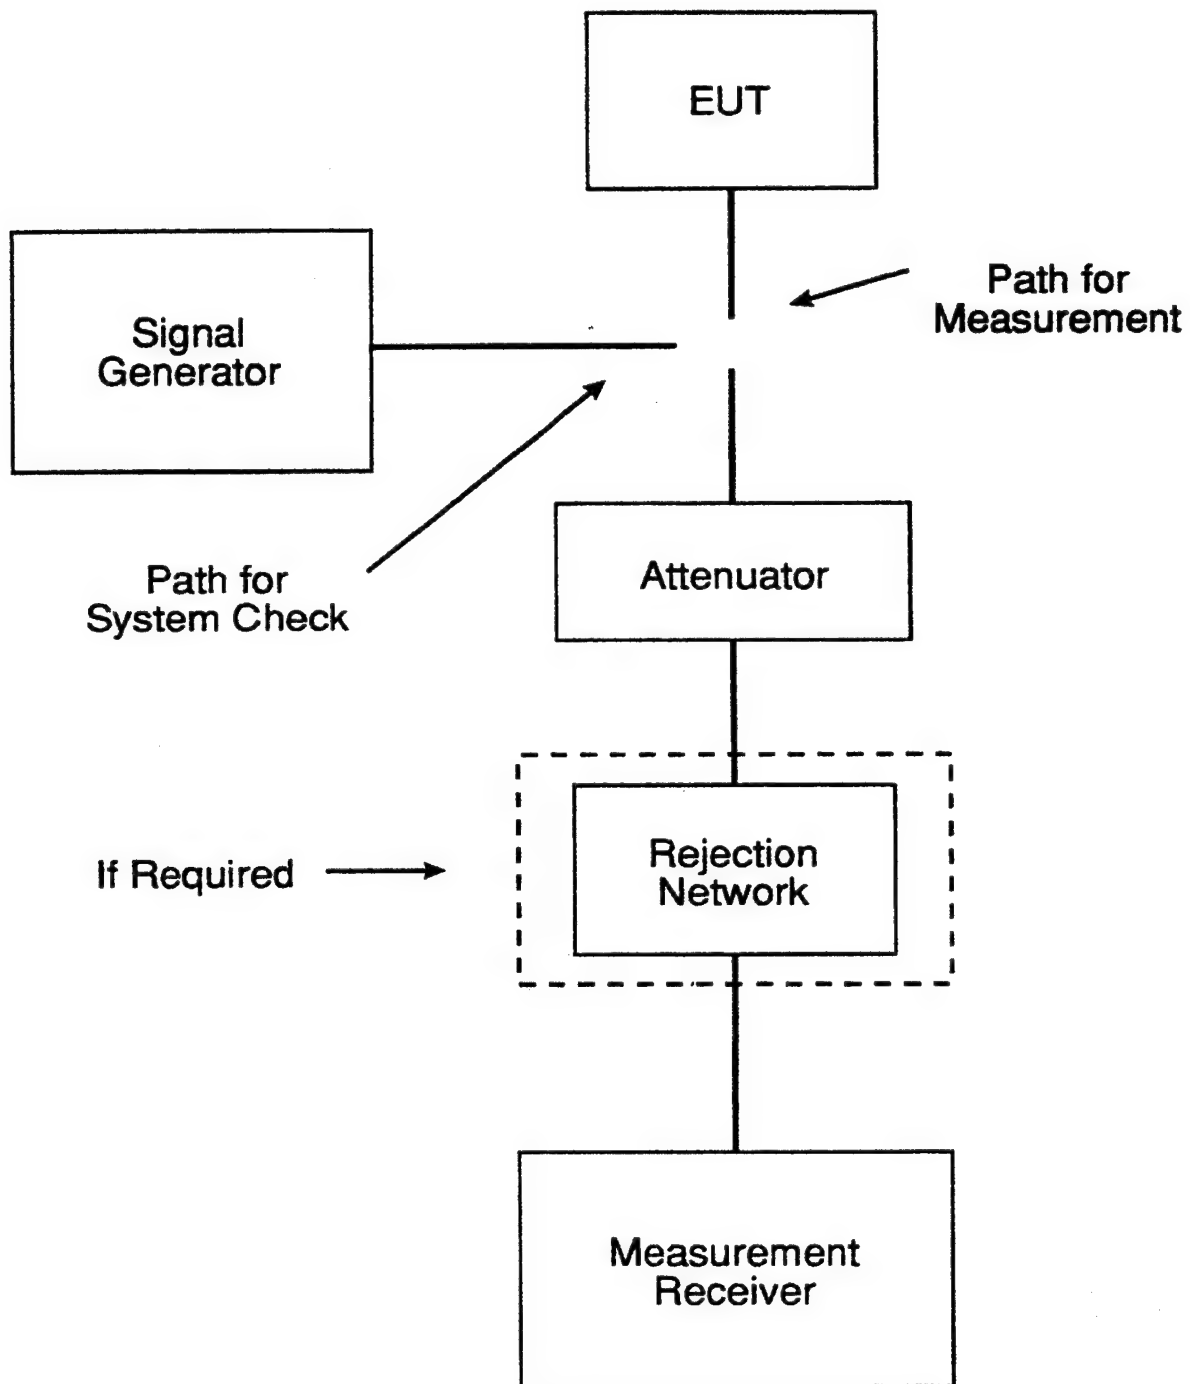 EUT
Path for
Measurement
Signal
Generator
Path for
System Check
Attenuator
If Required
Rejection
Network
Measurement
Receiver